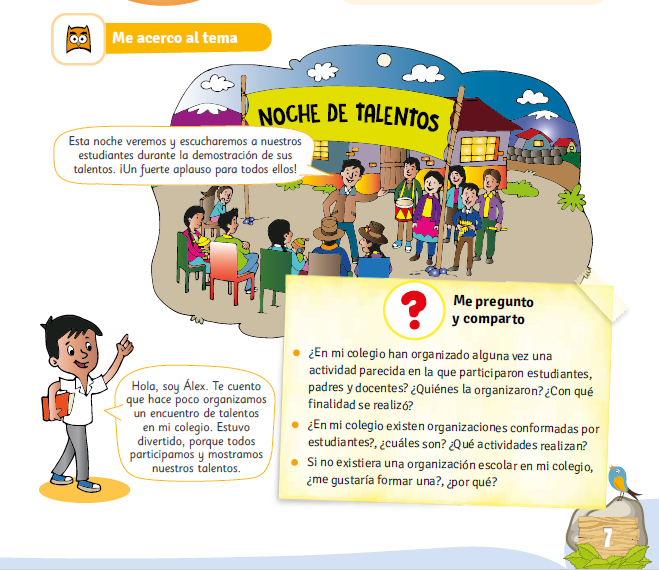 Me acerco al tema
NOCHE DE TALENTOS
Esta noche veremos y escucharemos a nuestros
estudiantes durante la demostración de sus
talentos. ¡Un fuerte aplauso para todos ellos!
?
Me pregunto
y comparto
¿En mi colegio han organizado alguna vez una
actividad parecida en la que participaron estudiantes,
padres y docentes? ¿Quiénes la organizaron? ¿Con qué
finalidad se realizó?
¿En mi colegio existen organizaciones conformadas por
estudiantes?, ¿cuáles son? ¿Qué actividades realizan?
Si no existiera una organización escolar en mi colegio,
¿me gustaría formar una?, ¿por qué?
Hola, soy Álex. Te cuento
que hace poco organizamos
un encuentro de talentos
en mi colegio. Estuvo
divertido, porque todos
participamos y mostramos
nuestros talentos.
7